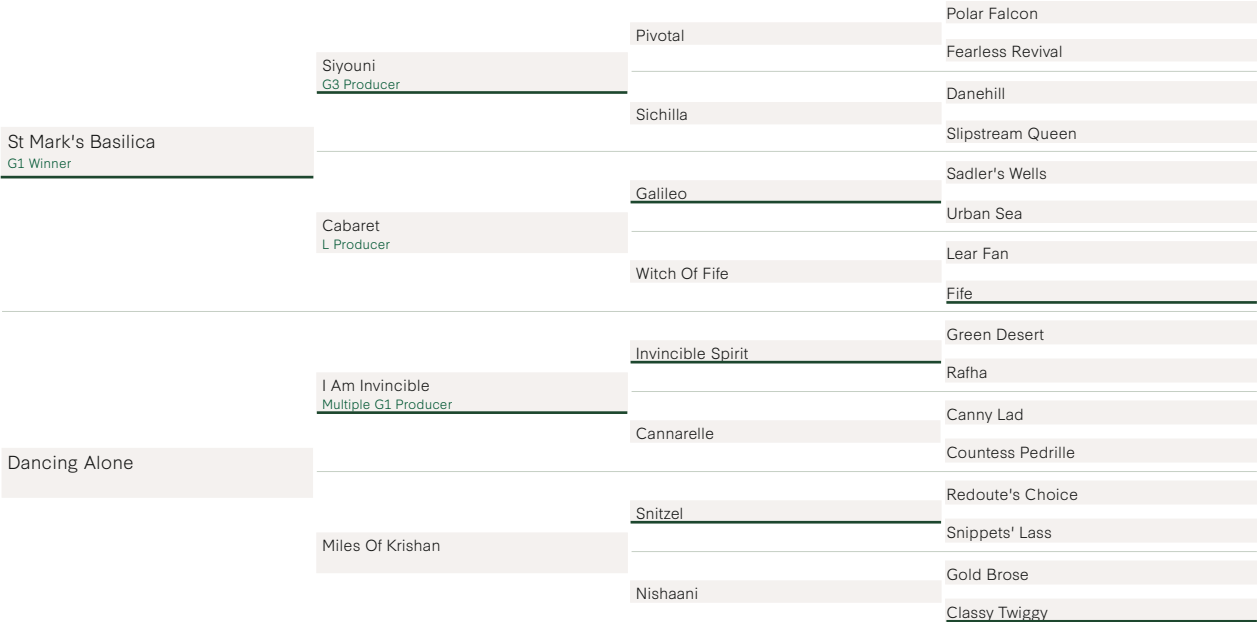 St Mark's Basilica
G1 Winner
Dancing Alone
Siyouni
G3 Producer
Cabaret
L Producer
I Am Invincible
Multiple G1 Producer
Miles Of Krishan
Pivotal
Sichilla
Galileo
Witch Of Fife
Invincible Spirit
Cannarelle
Snitzel
Nishaani
Polar Falcon
Fearless Revival
Danehill
Slipstream Queen
Sadler's Wells
Urban Sea
Lear Fan
Fife
Green Desert
Rafha
Canny Lad
Countess Pedrille
Redoute's Choice
Snippets' Lass
Gold Brose
Classy Twiggy